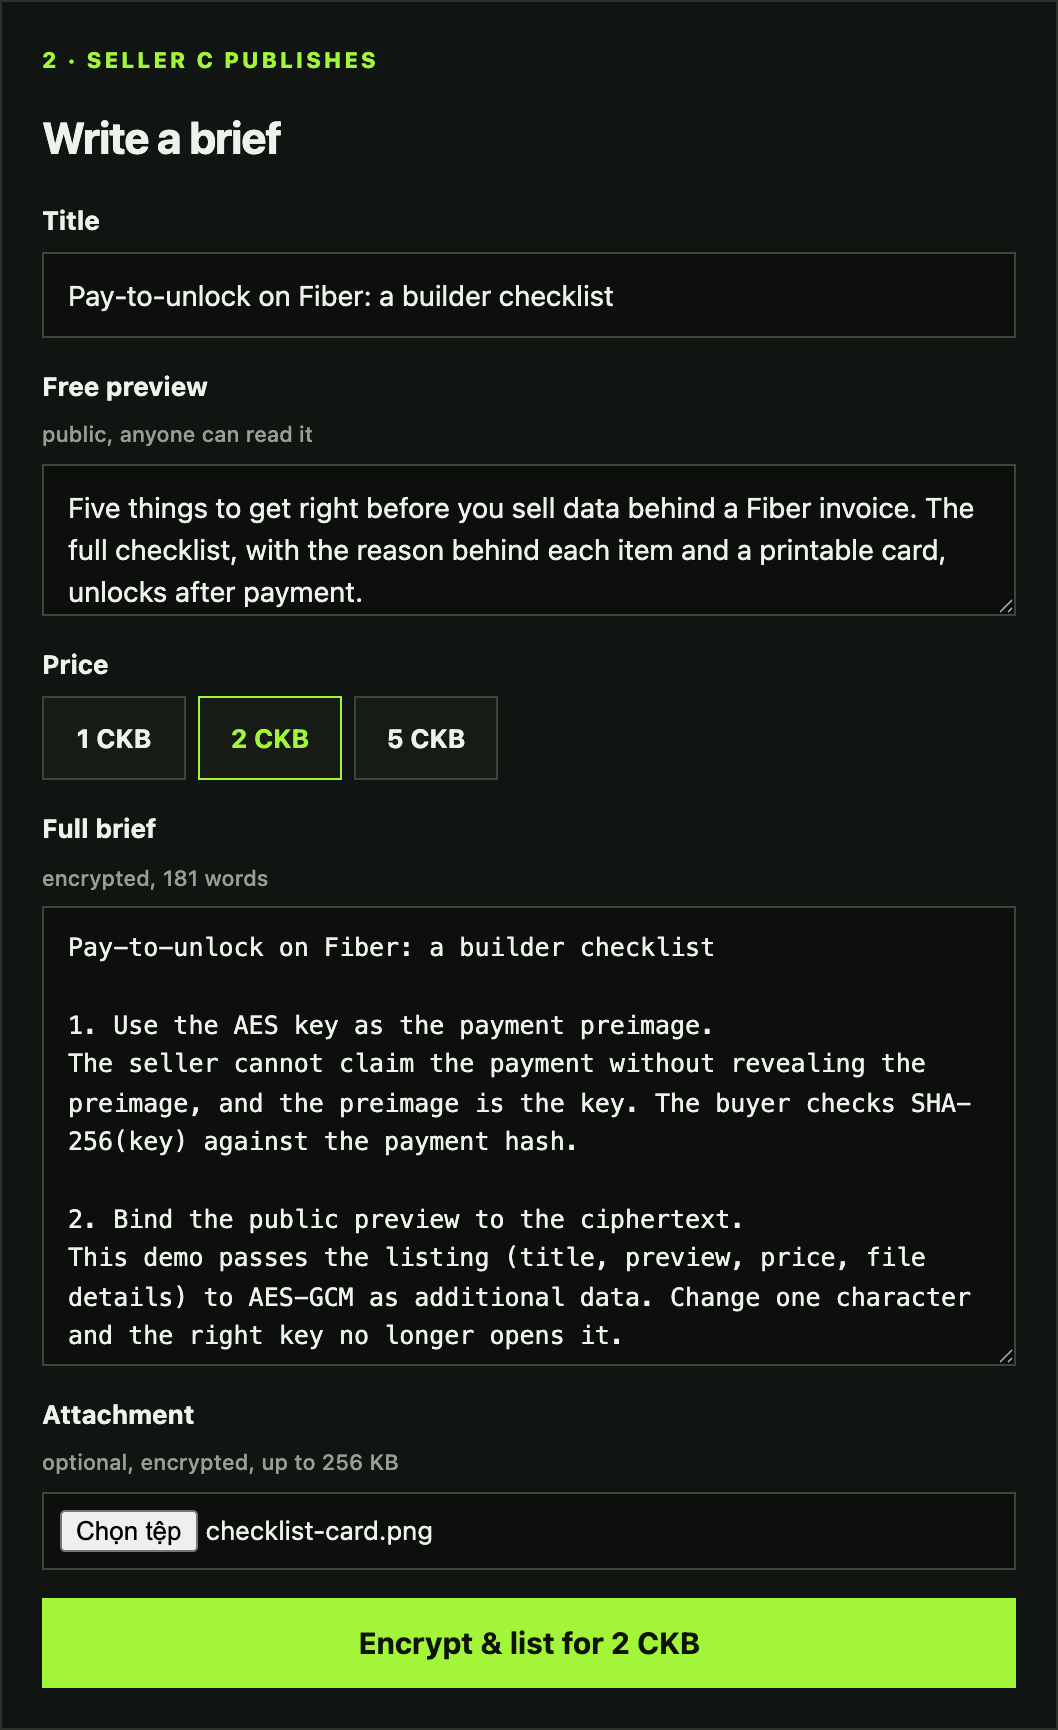 2 · SELLER C PUBLISHES
Write a brief
Title
Pay-to-unlock on Fiber: a builder checklist
Free preview
public, anyone can read it
Five things to get right before you sell data behind a Fiber invoice. The
full checklist, with the reason behind each item and a printable card,
unlocks after payment.
Price
1 CKB 2 CKB 5 CKB
Full brief
encrypted, 181 words
Pay-to-unlock on Fiber: a builder checklist
1. Use the AES key as the payment preimage.
The seller cannot claim the payment without revealing the
preimage, and the preimage is the key. The buyer checks SHA-
256(key) against the payment hash.
2. Bind the public preview to the ciphertext.
This demo passes the listing (title, preview, price, file
details) to AES-GCM as additional data. Change one character
and the right key no longer opens it.
Attachment
optional, encrypted, up to 256 KB
Chọn tệp checklist-card.png
Encrypt & list for 2 CKB